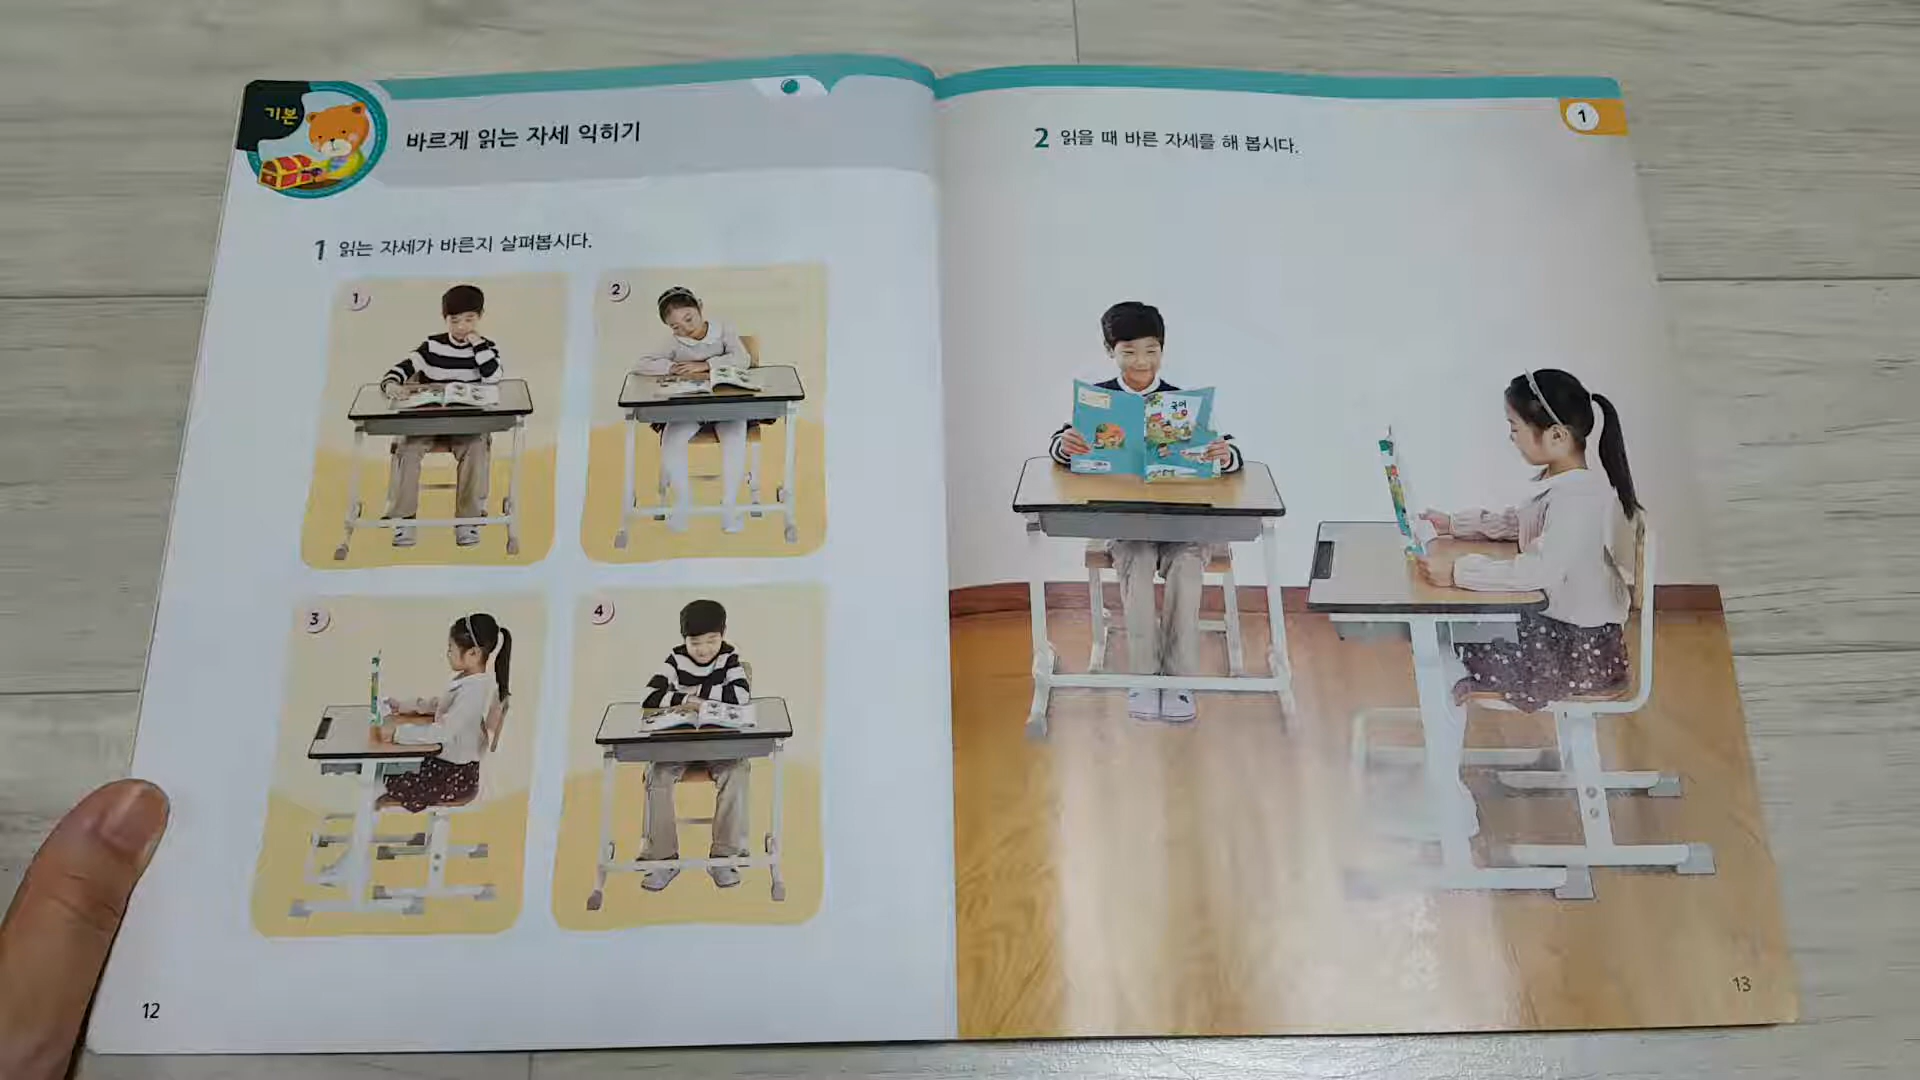 기본
바르게 읽는 자세 익히기
1 읽는 자세가 바른지 살펴봅시다.
1
2
3
4
12
1
2 읽을 때 바른 자세를 해 봅시다.
국어
13